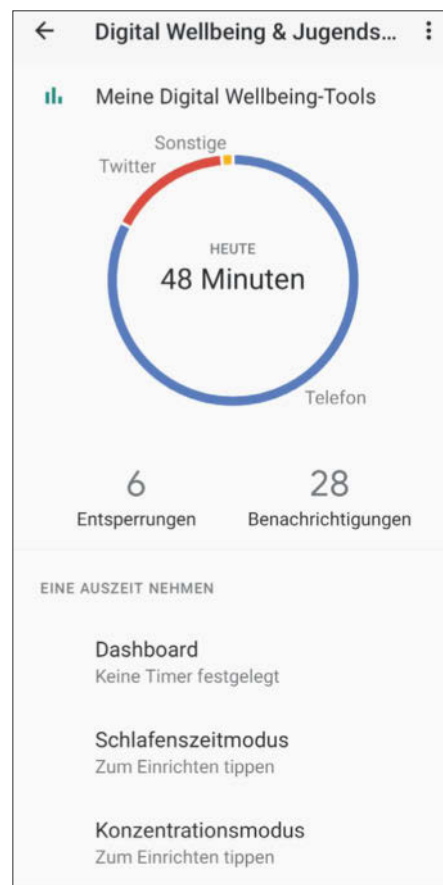 Digital Wellbeing & Jugends...
Meine Digital Wellbeing-Tools
Sonstige
Twitter
HEUTE
48 Minuten
Telefon
6
Entsperrungen
28
Benachrichtigungen
EINE AUSZEIT NEHMEN
Dashboard
Keine Timer festgelegt
Schlafenszeitmodus
Zum Einrichten tippen
Konzentrationsmodus
Zum Einrichten tippen